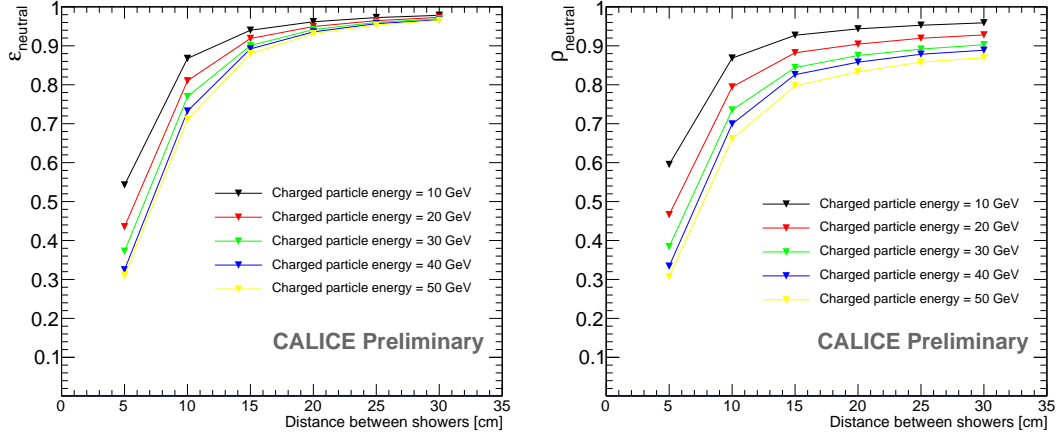 ε neutral
1
0.9
0.8
0.7
0.6
0.5
0.4
0.3
0.2
0.1
Charged particle energy = 10 GeV
Charged particle energy = 20 GeV
Charged particle energy = 30 GeV
Charged particle energy = 40 GeV
Charged particle energy = 50 GeV
CALICE Preliminary
0 5 10 15 20 25 30 35
Distance between showers [cm]
ρ neutral
1
0.9
0.8
0.7
0.6
0.5
0.4
0.3
0.2
0.1
Charged particle energy = 10 GeV
Charged particle energy = 20 GeV
Charged particle energy = 30 GeV
Charged particle energy = 40 GeV
Charged particle energy = 50 GeV
CALICE Preliminary
0 5 10 15 20 25 30 35
Distance between showers [cm]